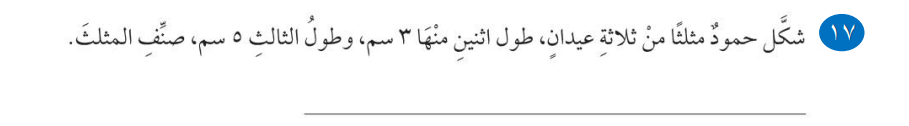 ١٧ شكَّل حمودٌ مثلثًا منْ ثلاثةِ عيدانٍ، طول اثنينِ منْهَا ٣ سم، وطولُ الثالثِ ٥ سم، صنِّفِ المثلثَ.